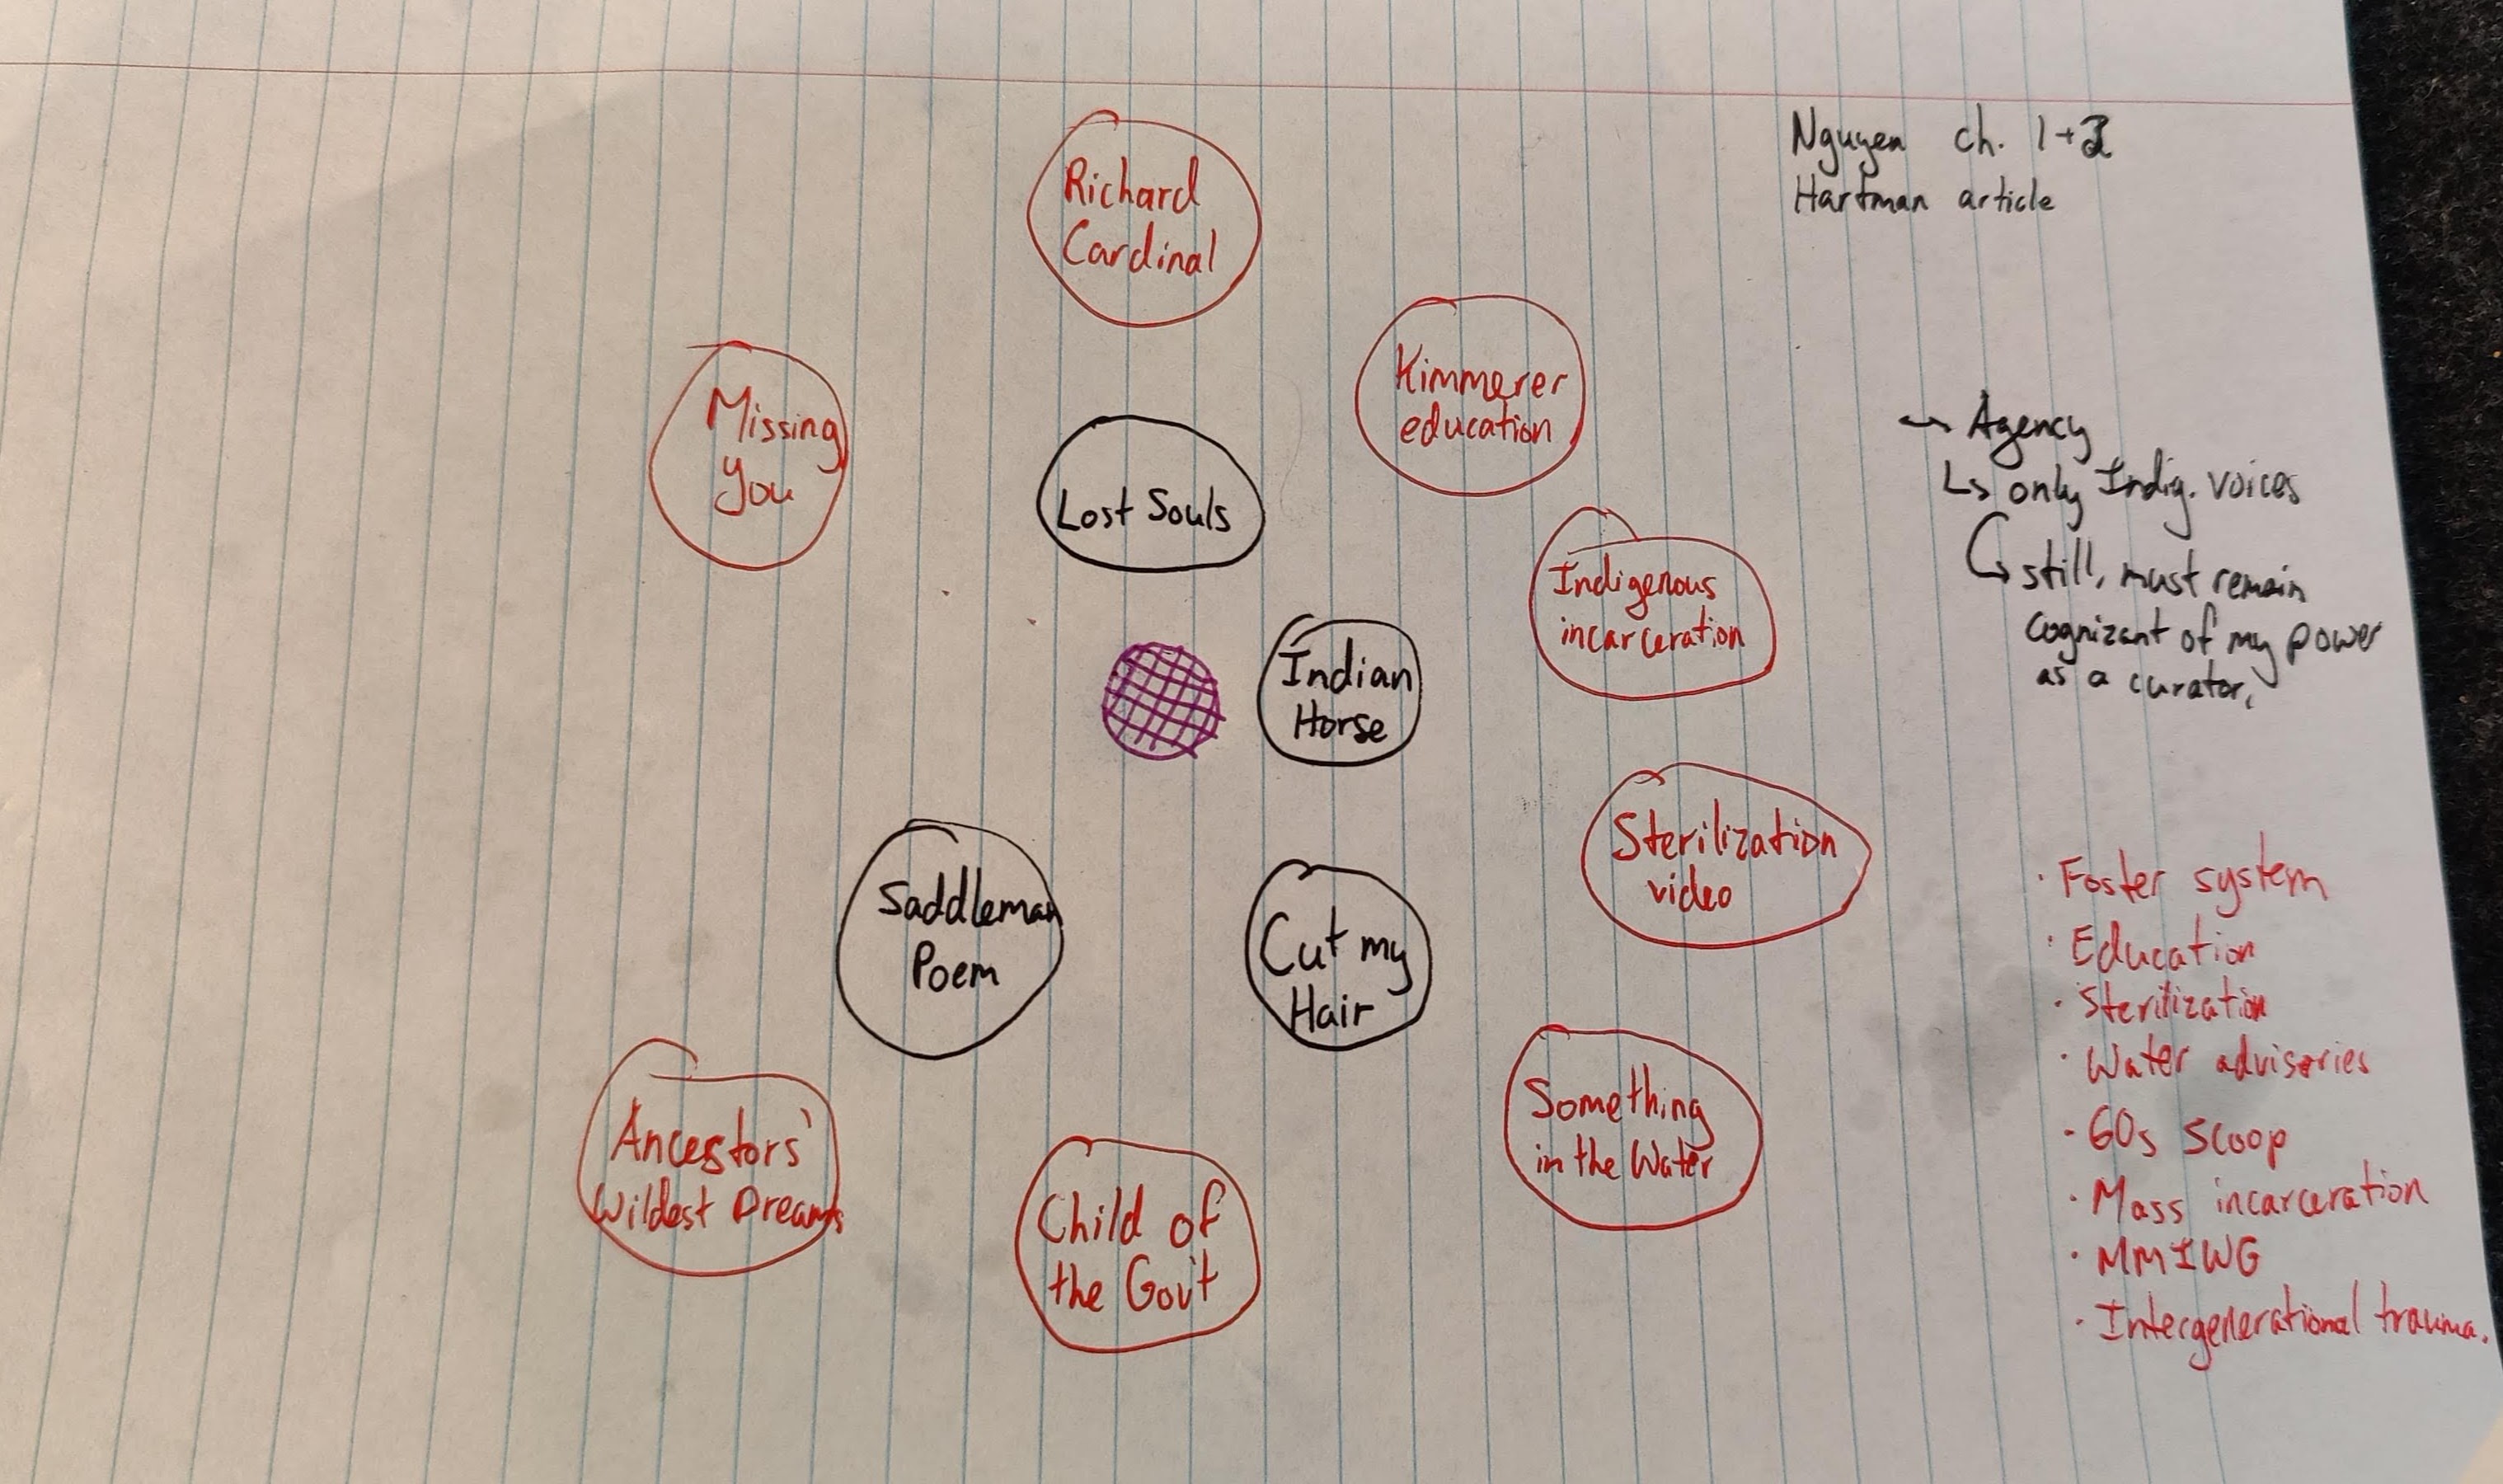 Richard
Cardinal
Kimmerer
education
Missing
You
Lost Souls
Indigenous
incarceration
Indian
Horse
Sterilization
video
Saddleman
Poem
Cut my
Hair
Something
in the Water
Ancestors'
Wildest Dreams
Child of
the Gov't
Nguyen ch. 1+2
Hartman article
Agency
↳ only Indig. voices
↳ still, must remain
cognizant of my power
as a curator.
· Foster system
· Education
· Sterilization
· Water advisories
· 60s Scoop
· Mass incarceration
· MMIWG
· Intergenerational trauma.